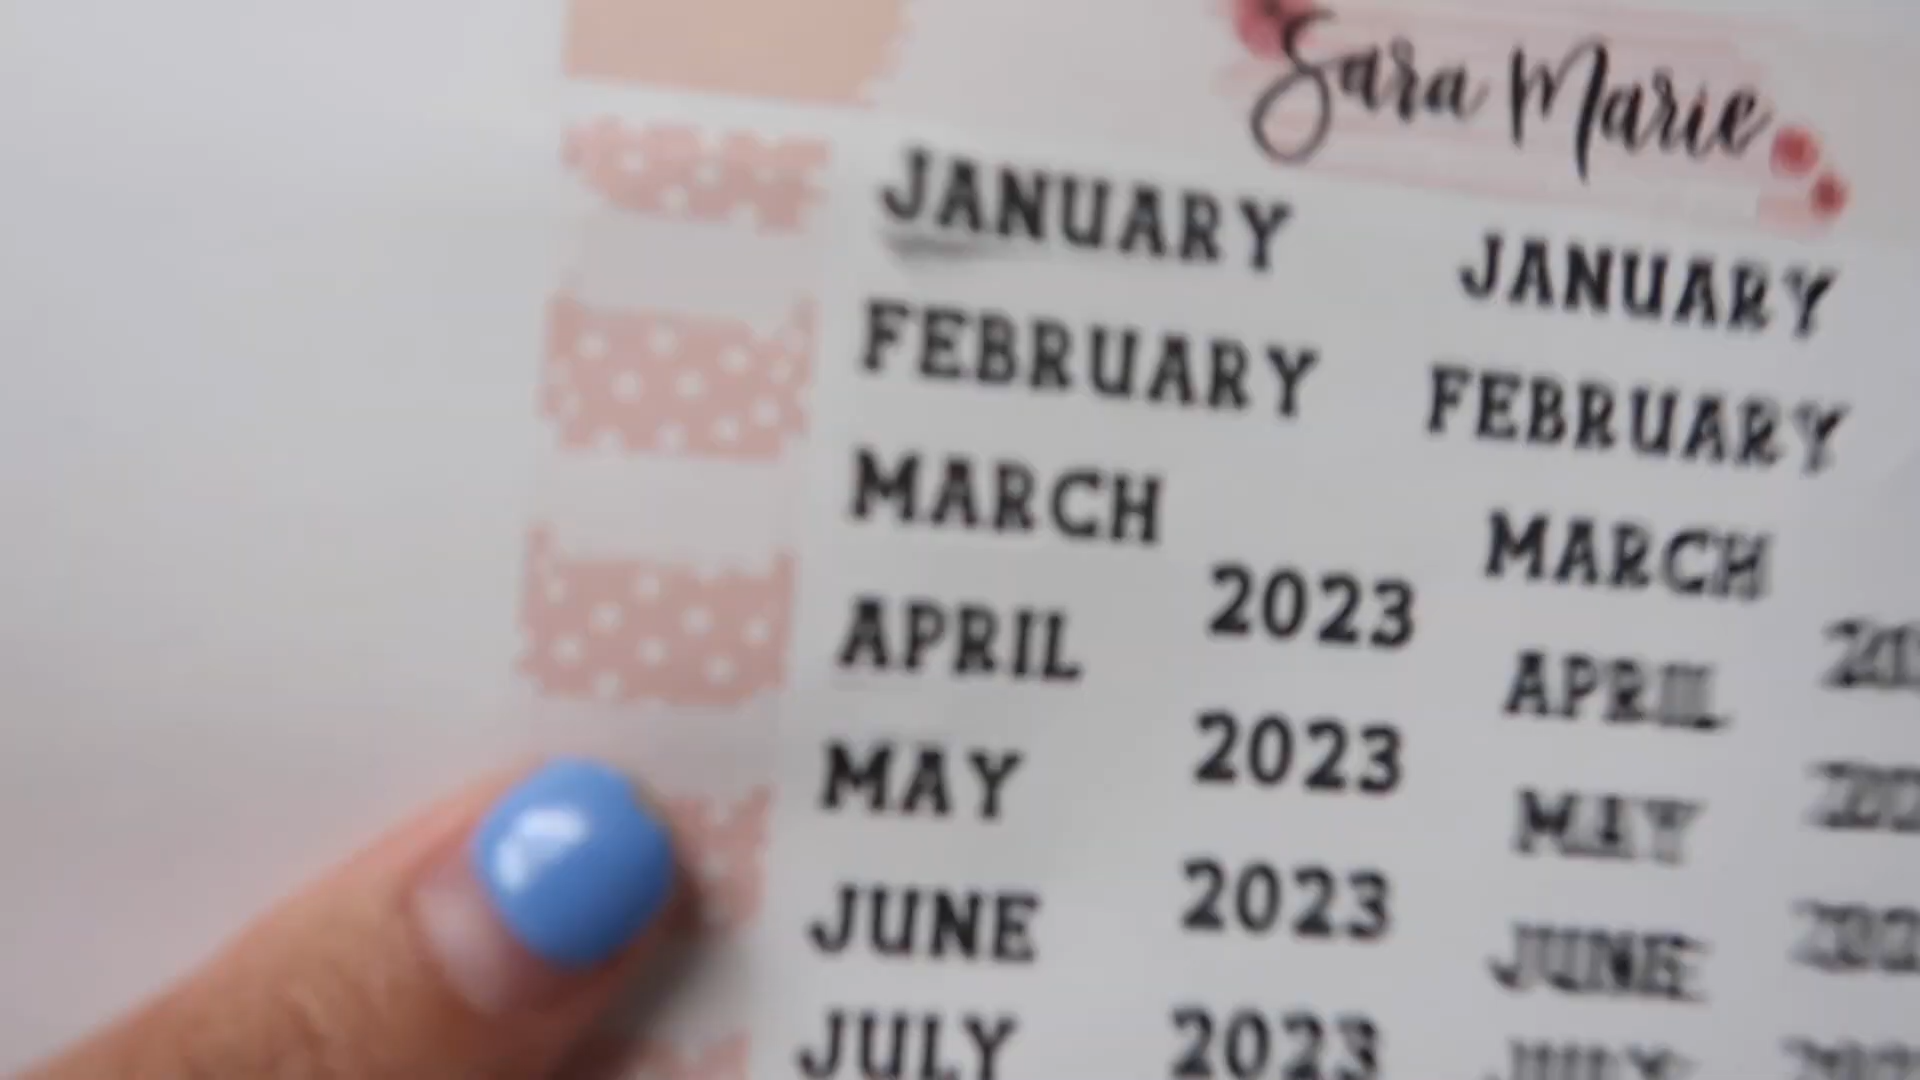 Sara Marie
JANUARY JANUARY
FEBRUARY FEBRUARY
MARCH MARCH
2023
APRIL APRIL
2023
MAY MAY
2023
JUNE JUNE
2023
JULY JULY